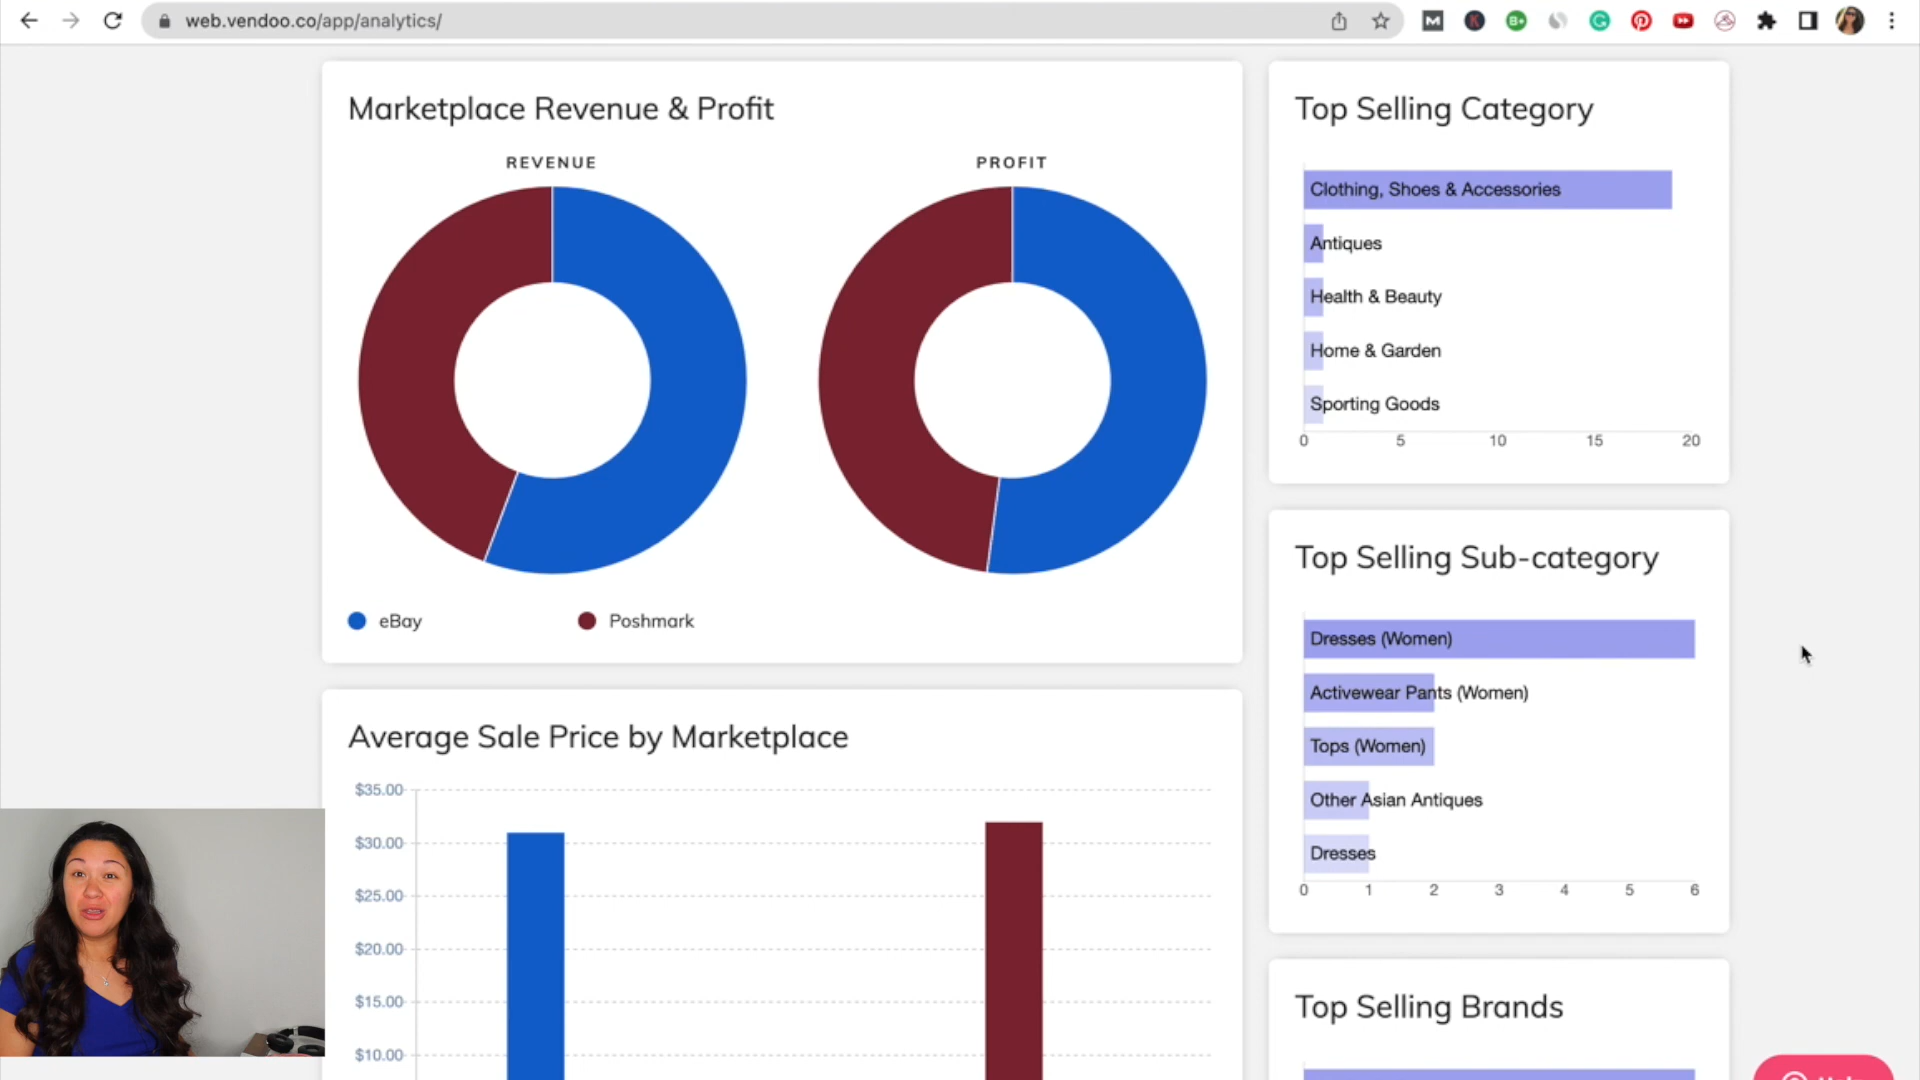 web.vendoo.co/app/analytics/
Marketplace Revenue & Profit
REVENUE
PROFIT
eBay
Poshmark
Average Sale Price by Marketplace
$35.00
$30.00
$25.00
$20.00
$15.00
$10.00
Top Selling Category
Clothing, Shoes & Accessories
Antiques
Health & Beauty
Home & Garden
Sporting Goods
0 5 10 15 20
Top Selling Sub-category
Dresses (Women)
Activewear Pants (Women)
Tops (Women)
Other Asian Antiques
Dresses
0 1 2 3 4 5 6
Top Selling Brands